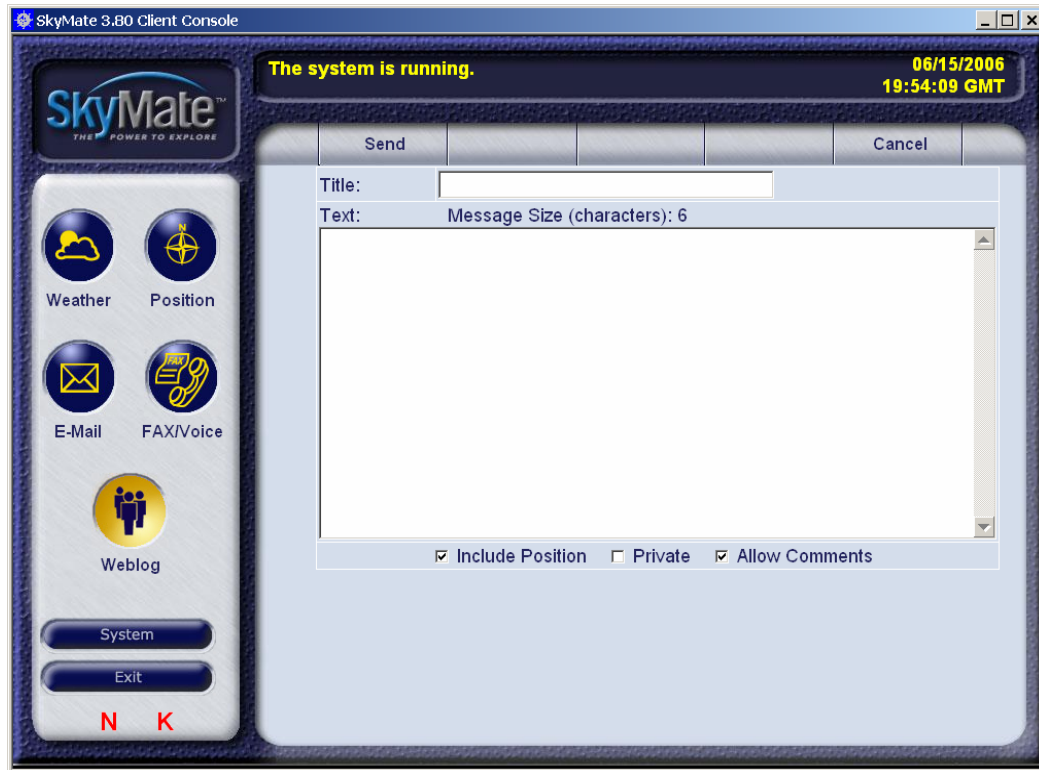 SkyMate 3.80 Client Console
SkyMate™
THE POWER TO EXPLORE
The system is running.
06/15/2006
19:54:09 GMT
Send
Cancel
Title:
Text: Message Size (characters): 6
N
Weather Position
FAX
E-Mail FAX/Voice
Weblog
Include Position Private Allow Comments
System
Exit
N K